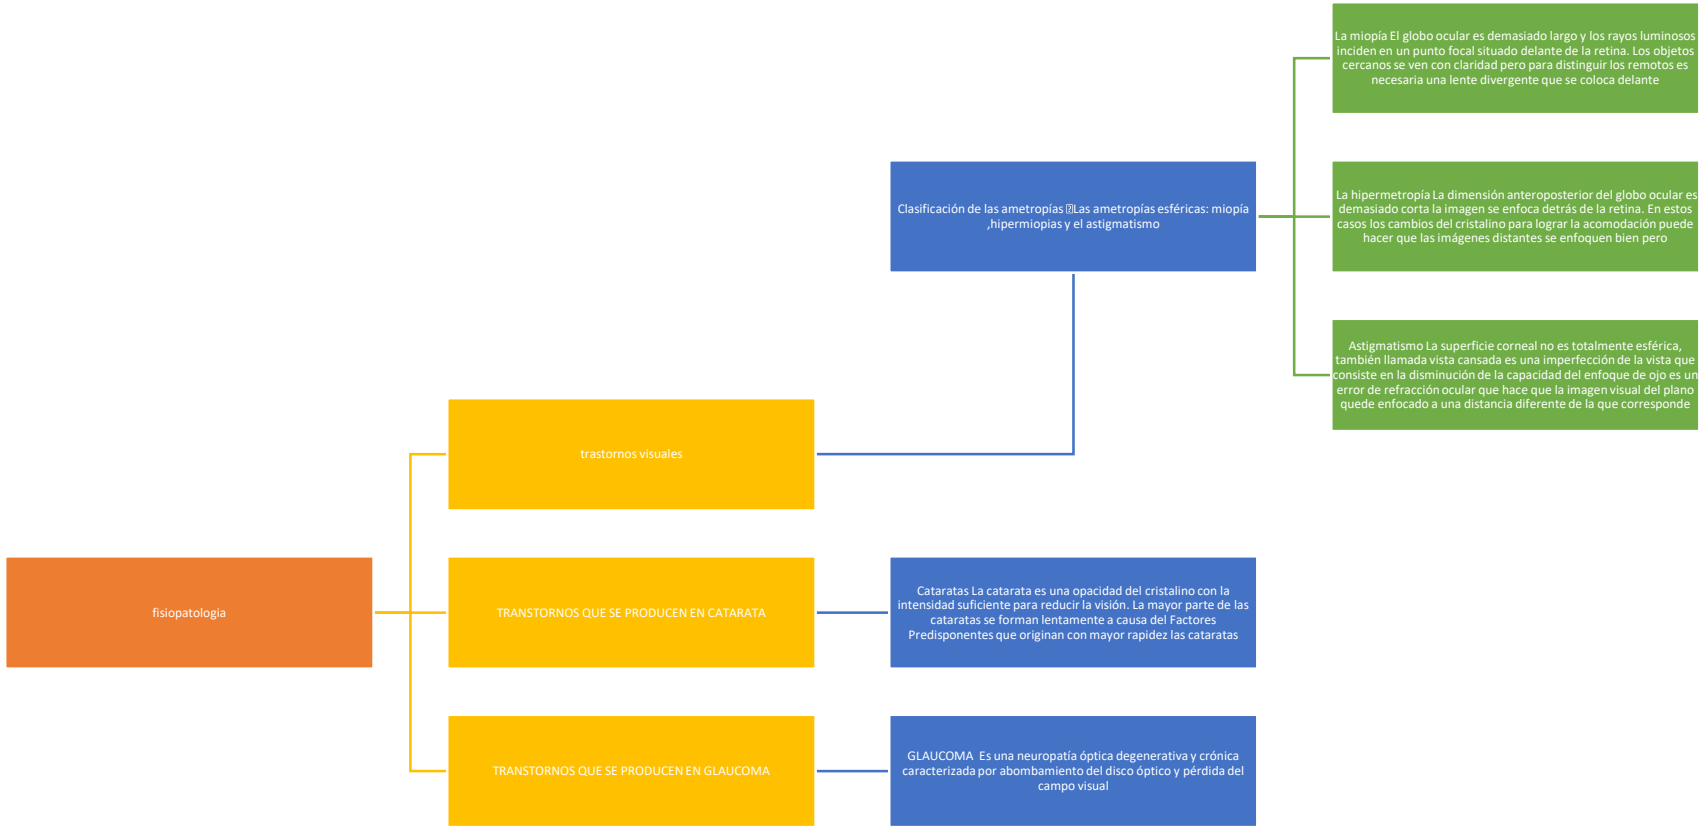 La miopía El globo ocular es demasiado largo y los rayos luminosos
inciden en un punto focal situado delante de la retina. Los objetos
cercanos se ven con claridad pero para distinguir los remotos es
necesaria una lente divergente que se coloca delante
Clasificación de las ametropías Las ametropías esféricas: miopía
,hipermiopias y el astigmatismo
La hipermetropía La dimensión anteroposterior del globo ocular es
demasiado corta la imagen se enfoca detrás de la retina. En estos
casos los cambios del cristalino para lograr la acomodación puede
hacer que las imágenes distantes se enfoquen bien pero
Astigmatismo La superficie corneal no es totalmente esférica,
también llamada vista cansada es una imperfección de la vista que
consiste en la disminución de la capacidad del enfoque de ojo es un
error de refracción ocular que hace que la imagen visual del plano
quede enfocado a una distancia diferente de la que corresponde
trastornos visuales
fisiopatologia
TRANSTORNOS QUE SE PRODUCEN EN CATARATA
Cataratas La catarata es una opacidad del cristalino con la
intensidad suficiente para reducir la visión. La mayor parte de las
cataratas se forman lentamente a causa del Factores
Predisponentes que originan con mayor rapidez las cataratas
TRANSTORNOS QUE SE PRODUCEN EN GLAUCOMA
GLAUCOMA Es una neuropatía óptica degenerativa y crónica
caracterizada por abombamiento del disco óptico y pérdida del
campo visual